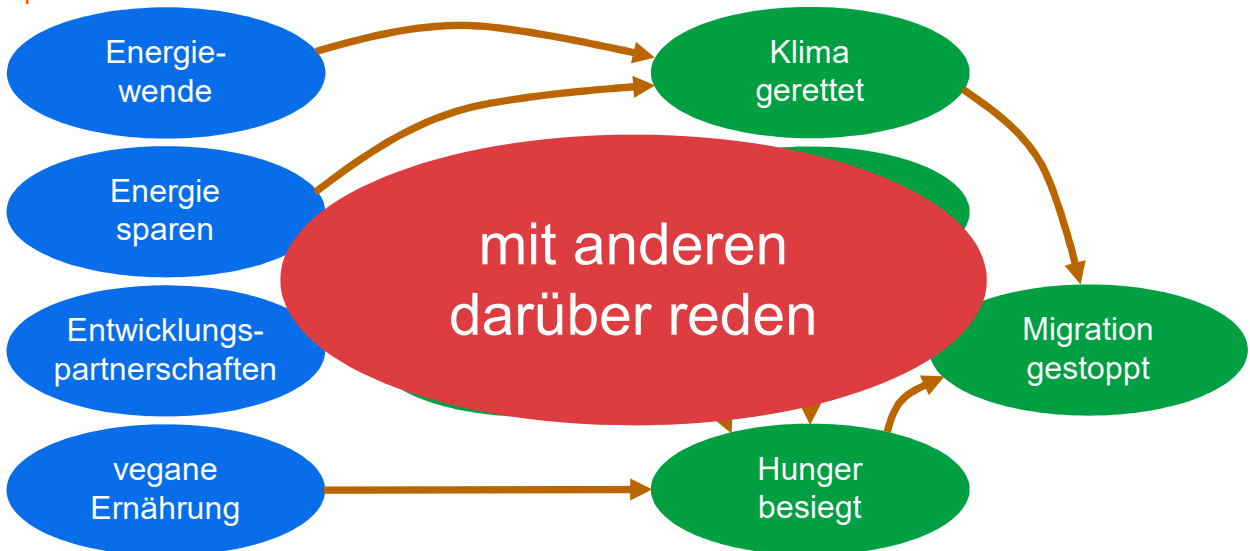 Energie-
wende
Klima
gerettet
Energie
sparen
mit anderen
darüber reden
Entwicklungs-
partnerschaften
Migration
gestoppt
vegane
Ernährung
Hunger
besiegt